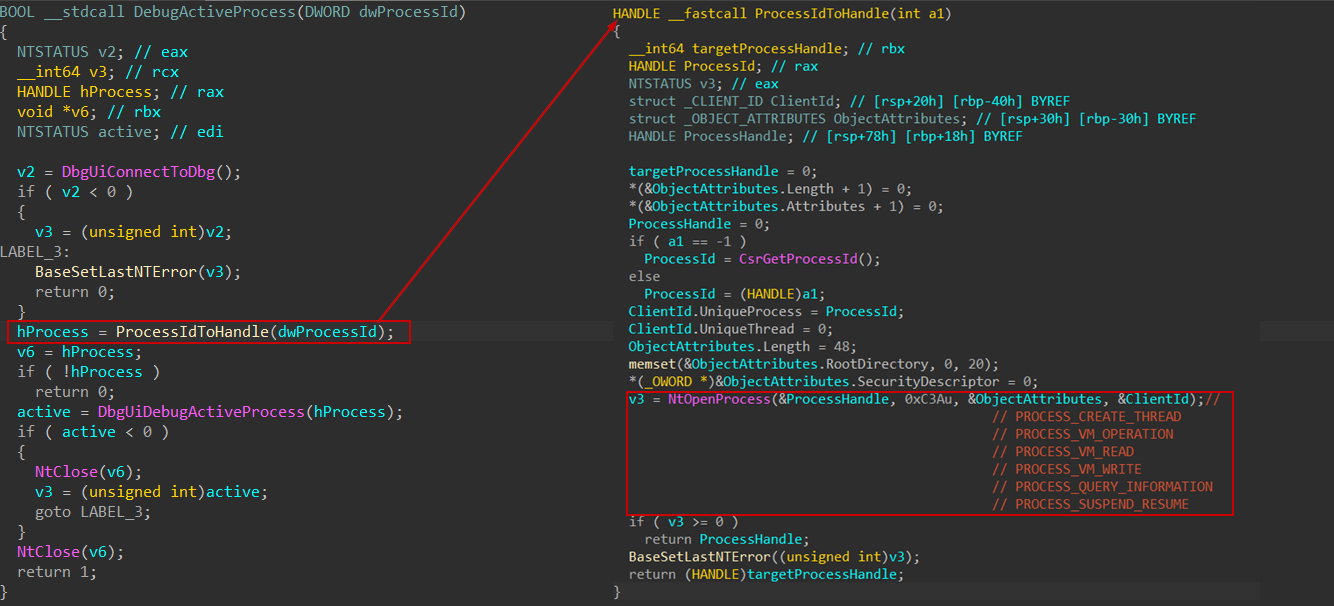 BOOL __stdcall DebugActiveProcess(DWORD dwProcessId)
{
  NTSTATUS v2; // eax
  __int64 v3; // rcx
  HANDLE hProcess; // rax
  void *v6; // rbx
  NTSTATUS active; // edi

  v2 = DbgUiConnectToDbg();
  if ( v2 < 0 )
  {
    v3 = (unsigned int)v2;
LABEL_3:
    BaseSetLastNTError(v3);
    return 0;
  }
  hProcess = ProcessIdToHandle(dwProcessId);
  v6 = hProcess;
  if ( !hProcess )
    return 0;
  active = DbgUiDebugActiveProcess(hProcess);
  if ( active < 0 )
  {
    NtClose(v6);
    v3 = (unsigned int)active;
    goto LABEL_3;
  }
  NtClose(v6);
  return 1;
}
HANDLE __fastcall ProcessIdToHandle(int a1)
{
  __int64 targetProcessHandle; // rbx
  HANDLE ProcessId; // rax
  NTSTATUS v3; // eax
  struct _CLIENT_ID ClientId; // [rsp+20h] [rbp-40h] BYREF
  struct _OBJECT_ATTRIBUTES ObjectAttributes; // [rsp+30h] [rbp-30h] BYREF
  HANDLE ProcessHandle; // [rsp+78h] [rbp+18h] BYREF

  targetProcessHandle = 0;
  *(&ObjectAttributes.Length + 1) = 0;
  *(&ObjectAttributes.Attributes + 1) = 0;
  ProcessHandle = 0;
  if ( a1 == -1 )
    ProcessId = CsrGetProcessId();
  else
    ProcessId = (HANDLE)a1;
  ClientId.UniqueProcess = ProcessId;
  ClientId.UniqueThread = 0;
  ObjectAttributes.Length = 48;
  memset(&ObjectAttributes.RootDirectory, 0, 20);
  *(_OWORD *)&ObjectAttributes.SecurityDescriptor = 0;
  v3 = NtOpenProcess(&ProcessHandle, 0xC3Au, &ObjectAttributes, &ClientId);//
                                              // PROCESS_CREATE_THREAD
                                              // PROCESS_VM_OPERATION
                                              // PROCESS_VM_READ
                                              // PROCESS_VM_WRITE
                                              // PROCESS_QUERY_INFORMATION
                                              // PROCESS_SUSPEND_RESUME
  if ( v3 >= 0 )
    return ProcessHandle;
  BaseSetLastNTError((unsigned int)v3);
  return (HANDLE)targetProcessHandle;
}